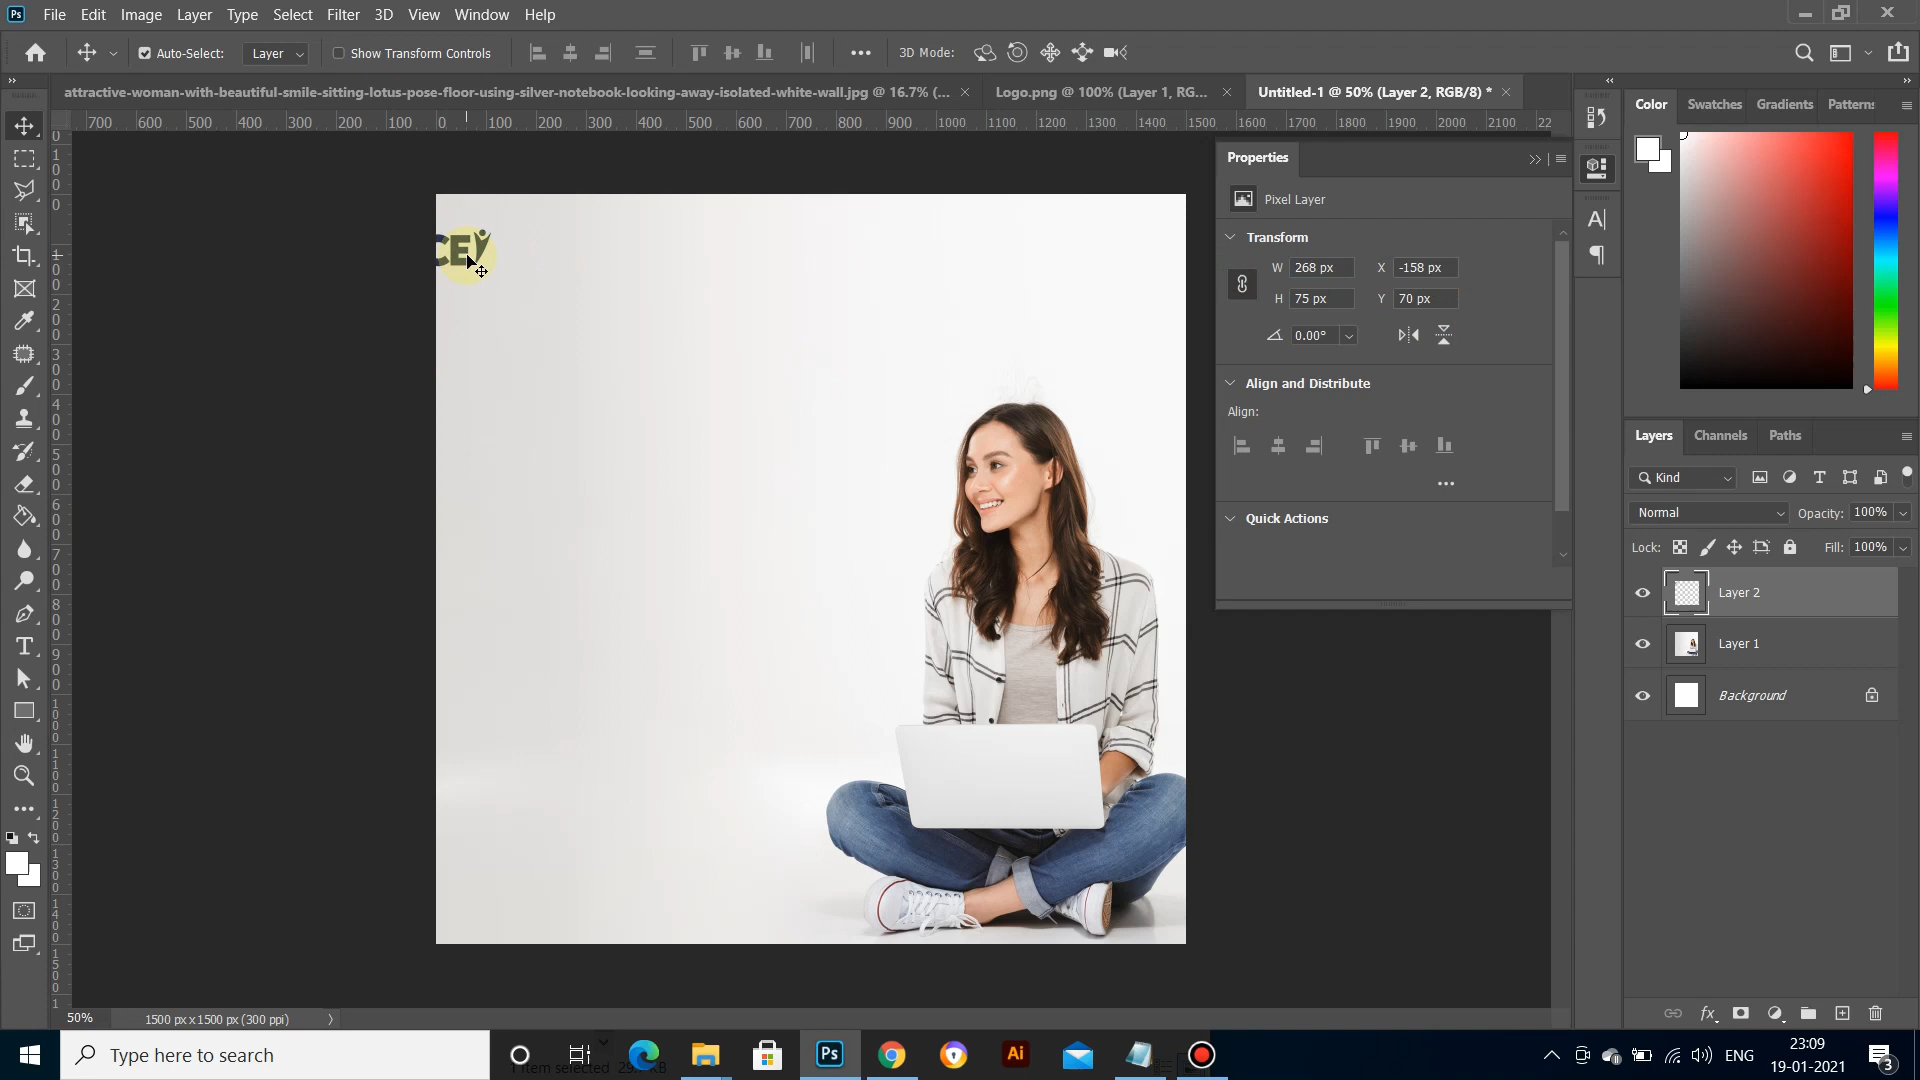 File Edit Image Layer Type Select Filter 3D View Window Help
Auto-Select: Layer Show Transform Controls 3D Mode:
attractive-woman-with-beautiful-smile-sitting-lotus-pose-floor-using-silver-notebook-looking-away-isolated-white-wall.jpg @ 16.7% (... Logo.png @ 100% (Layer 1, RG... Untitled-1 @ 50% (Layer 2, RGB/8) *
700 600 500 400 300 200 100 0 100 200 300 400 500 600 700 800 900 1000 1100 1200 1300 1400 1500 1600 1700 1800 1900 2000 2100 22
Color Swatches Gradients Patterns
Properties
Pixel Layer
Transform
W 268 px X -158 px
H 75 px Y 70 px
0.00°
Align and Distribute
Align:
Quick Actions
CE
Layers Channels Paths
Kind
Normal Opacity: 100%
Lock: Fill: 100%
Layer 2
Layer 1
Background
50% 1500 px x 1500 px (300 ppi)
Type here to search
Ps
Ai
ENG
23:09
19-01-2021
3